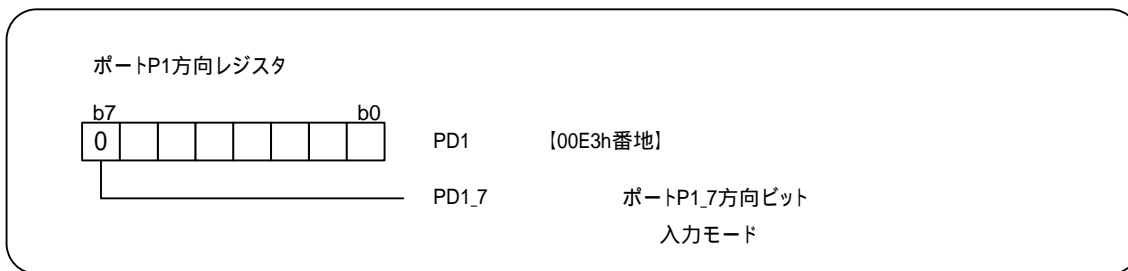 ポートP1方向レジスタ
b7 b0
0 PD1 【00E3h番地】
PD1_7 ポートP1_7方向ビット
入力モード